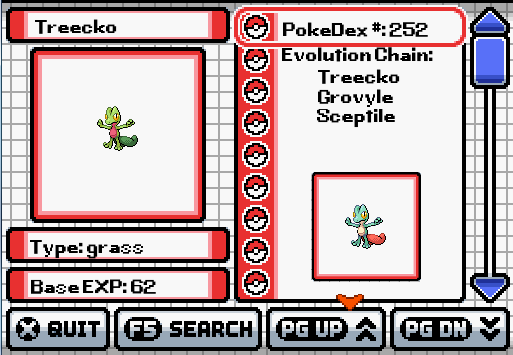 Treecko
PokeDex #: 252
Evolution Chain:
Treecko
Grovyle
Sceptile
Type: grass
Base EXP: 62
X QUIT
F5 SEARCH
PG UP
PG DN